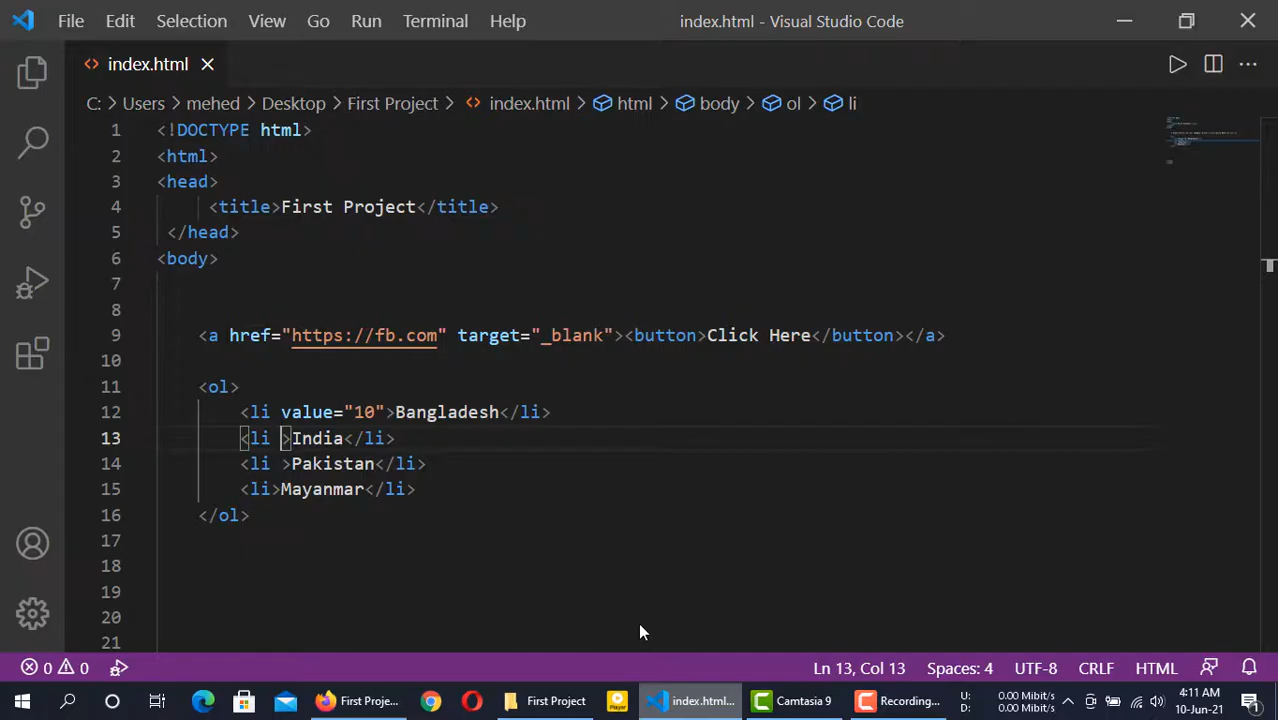 File Edit Selection View Go Run Terminal Help index.html - Visual Studio Code
index.html
C: Users mehed Desktop First Project index.html html body ol li
1 <!DOCTYPE html>
2 <html>
3 <head>
4 <title>First Project</title>
5 </head>
6 <body>
7
8
9 <a href="https://fb.com" target="_blank"><button>Click Here</button></a>
10
11 <ol>
12 <li value="10">Bangladesh</li>
13 <li >India</li>
14 <li >Pakistan</li>
15 <li>Mayanmar</li>
16 </ol>
17
18
19
20
21
0 0 Ln 13, Col 13 Spaces: 4 UTF-8 CRLF HTML
First Proje... First Project Player index.html... Camtasia 9 Recording... U: 0.00 Mibit/s 4:11 AM
D: 0.00 Mibit/s 10-Jun-21